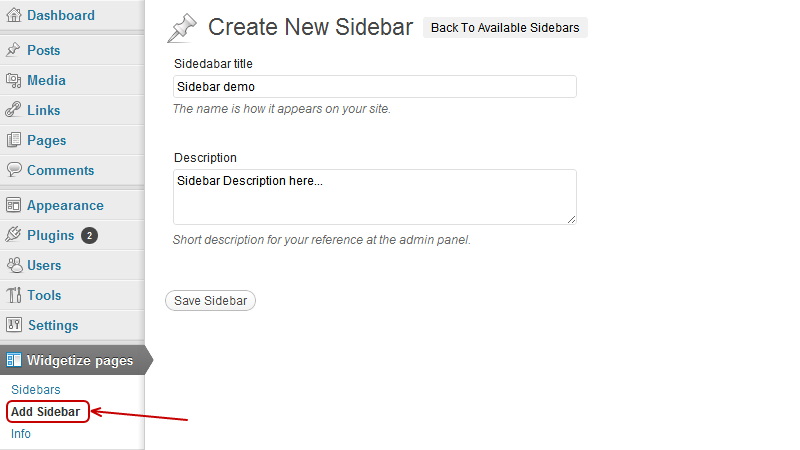 Dashboard
Posts
Media
Links
Pages
Comments
Appearance
Plugins 2
Users
Tools
Settings
Widgetize pages
Sidebars
Add Sidebar
Info
Create New Sidebar Back To Available Sidebars
Sidedabar title
Sidebar demo
The name is how it appears on your site.
Description
Sidebar Description here...
Short description for your reference at the admin panel.
Save Sidebar